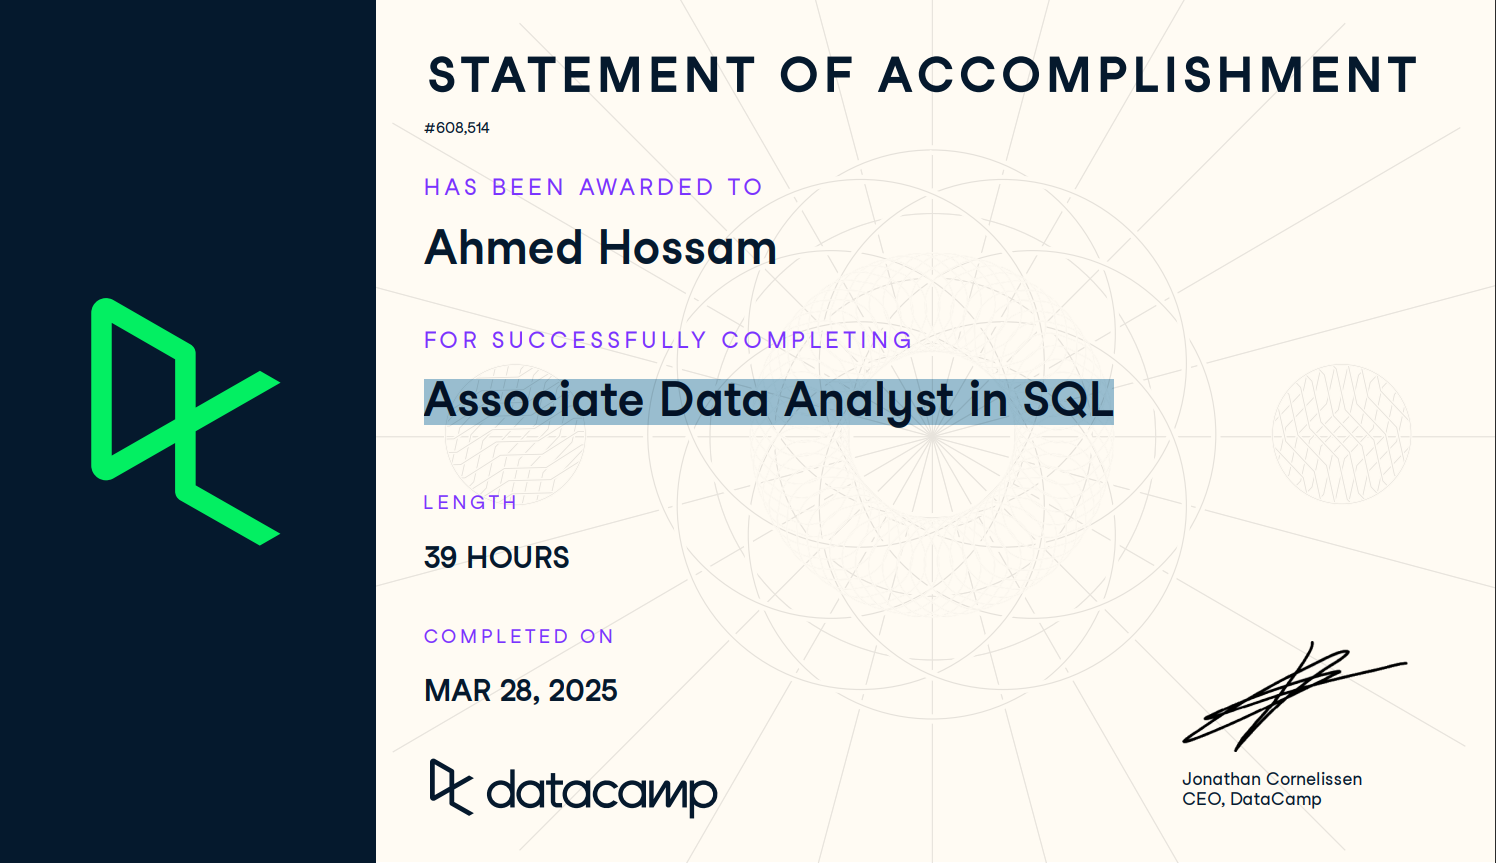 STATEMENT OF ACCOMPLISHMENT
#608,514
HAS BEEN AWARDED TO
Ahmed Hossam
FOR SUCCESSFULLY COMPLETING
Associate Data Analyst in SQL
LENGTH
39 HOURS
COMPLETED ON
MAR 28, 2025
datacamp
Jonathan Cornelissen
CEO, DataCamp